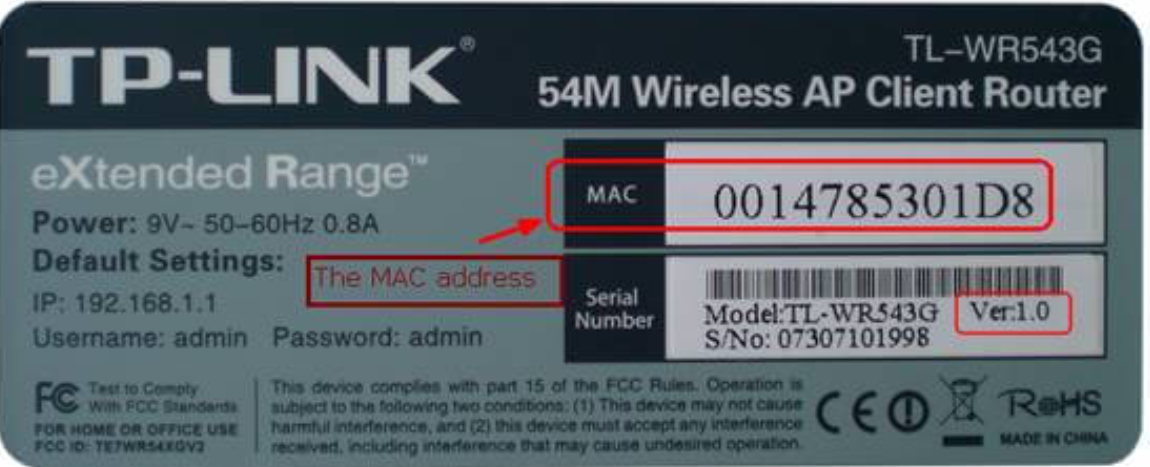 TP-LINK®
TL-WR543G
54M Wireless AP Client Router
eXtended Range™
Power: 9V~ 50-60Hz 0.8A
Default Settings:
IP: 192.168.1.1
Username: admin Password: admin
The MAC address
MAC
0014785301D8
Serial
Number
Model:TL-WR543G Ver:1.0
S/No: 07307101998
FC Test to Comply
With FCC Standards
FOR HOME OR OFFICE USE
FCC ID: TE7WR54XGV2
This device complies with part 15 of the FCC Rules. Operation is
subject to the following two conditions: (1) This device may not cause
harmful interference, and (2) this device must accept any interference
received, including interference that may cause undesired operation.
CE
RoHS
MADE IN CHINA